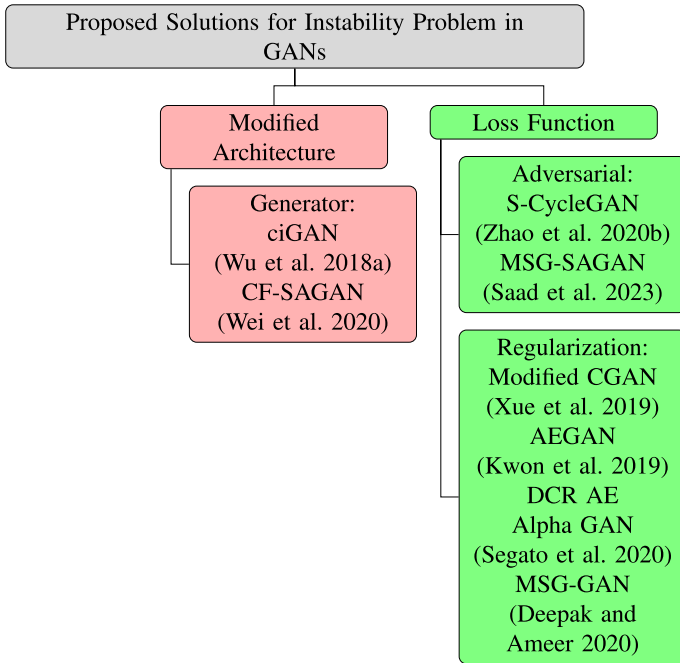 Proposed Solutions for Instability Problem in
GANs
Modified
Architecture
Generator:
ciGAN
(Wu et al. 2018a)
CF-SAGAN
(Wei et al. 2020)
Loss Function
Adversarial:
S-CycleGAN
(Zhao et al. 2020b)
MSG-SAGAN
(Saad et al. 2023)
Regularization:
Modified CGAN
(Xue et al. 2019)
AEGAN
(Kwon et al. 2019)
DCR AE
Alpha GAN
(Segato et al. 2020)
MSG-GAN
(Deepak and
Ameer 2020)